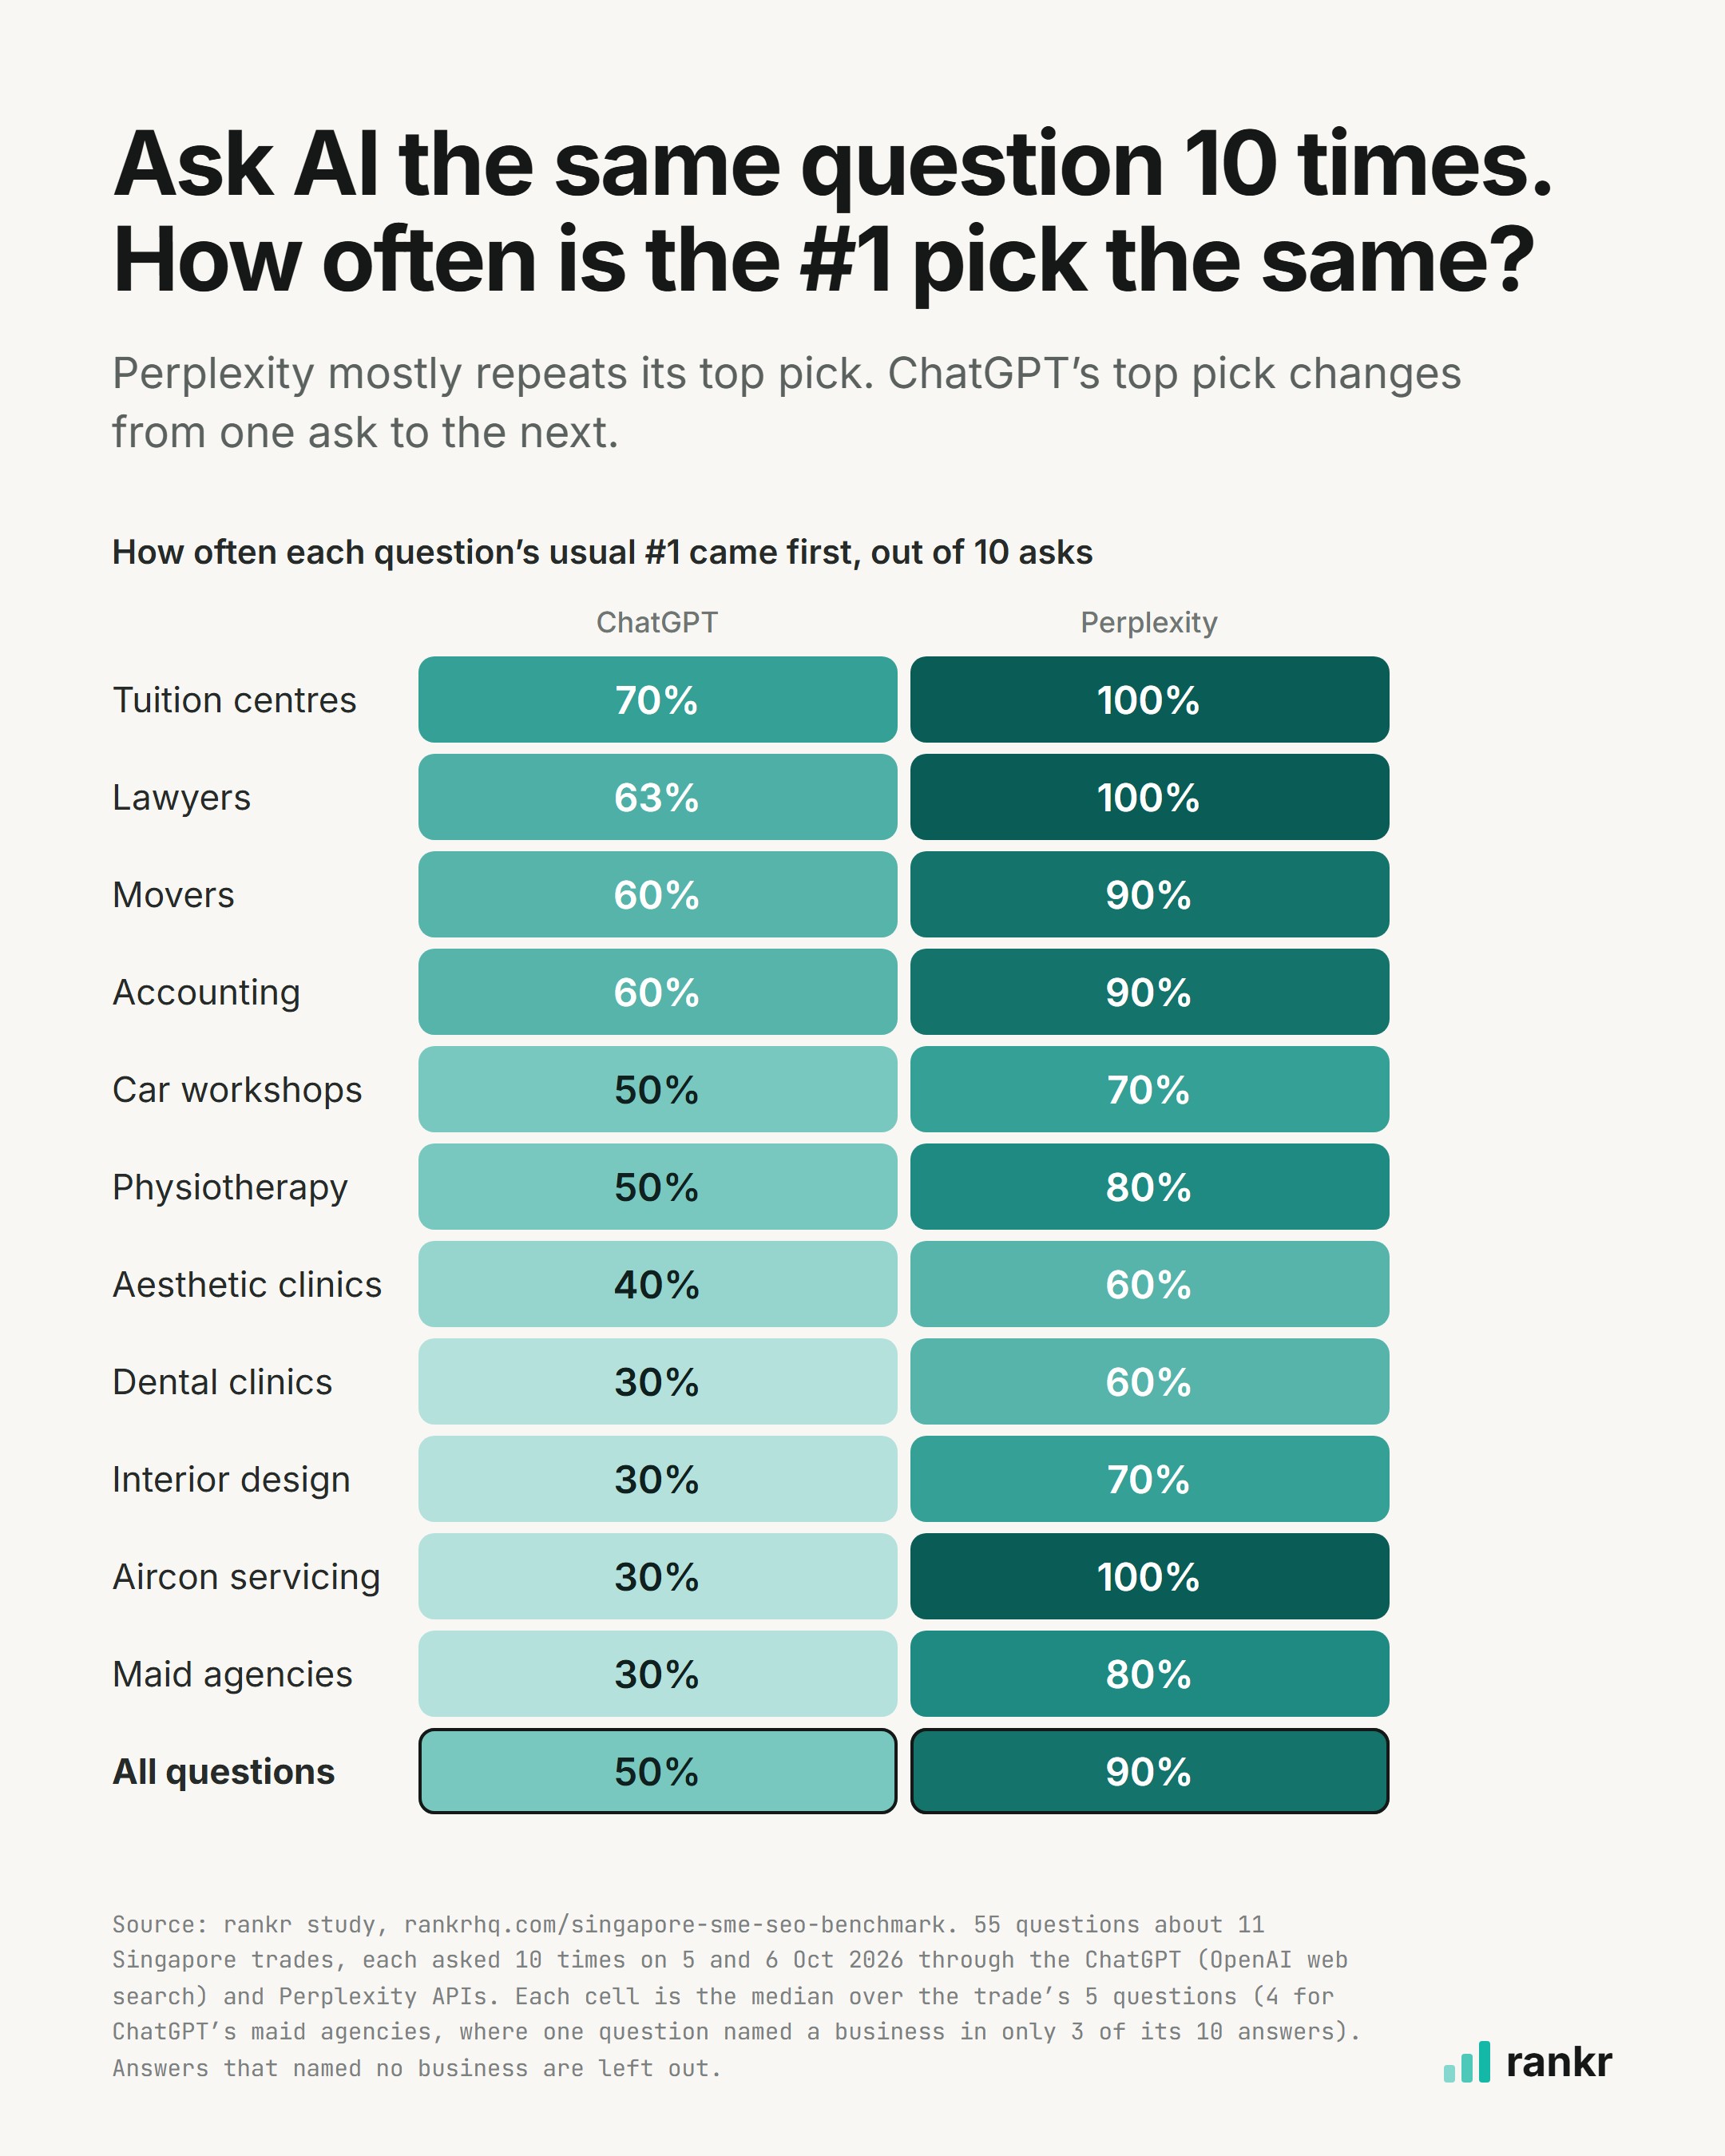 Ask AI the same question 10 times.
How often is the #1 pick the same?
Perplexity mostly repeats its top pick. ChatGPT’s top pick changes
from one ask to the next.
How often each question’s usual #1 came first, out of 10 asks
ChatGPT Perplexity
Tuition centres 70% 100%
Lawyers 63% 100%
Movers 60% 90%
Accounting 60% 90%
Car workshops 50% 70%
Physiotherapy 50% 80%
Aesthetic clinics 40% 60%
Dental clinics 30% 60%
Interior design 30% 70%
Aircon servicing 30% 100%
Maid agencies 30% 80%
All questions 50% 90%
Source: rankr study, rankrhq.com/singapore-sme-seo-benchmark. 55 questions about 11
Singapore trades, each asked 10 times on 5 and 6 Oct 2026 through the ChatGPT (OpenAI web
search) and Perplexity APIs. Each cell is the median over the trade’s 5 questions (4 for
ChatGPT’s maid agencies, where one question named a business in only 3 of its 10 answers).
Answers that named no business are left out.
rankr